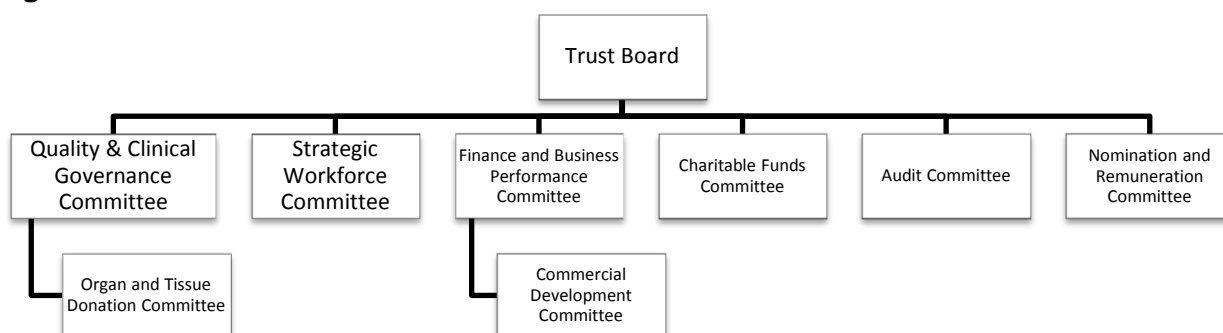 Trust Board
Quality & Clinical
Governance
Committee
Strategic
Workforce
Committee
Finance and Business
Performance
Committee
Charitable Funds
Committee
Audit Committee
Nomination and
Remuneration
Committee
Organ and Tissue
Donation Committee
Commercial
Development
Committee